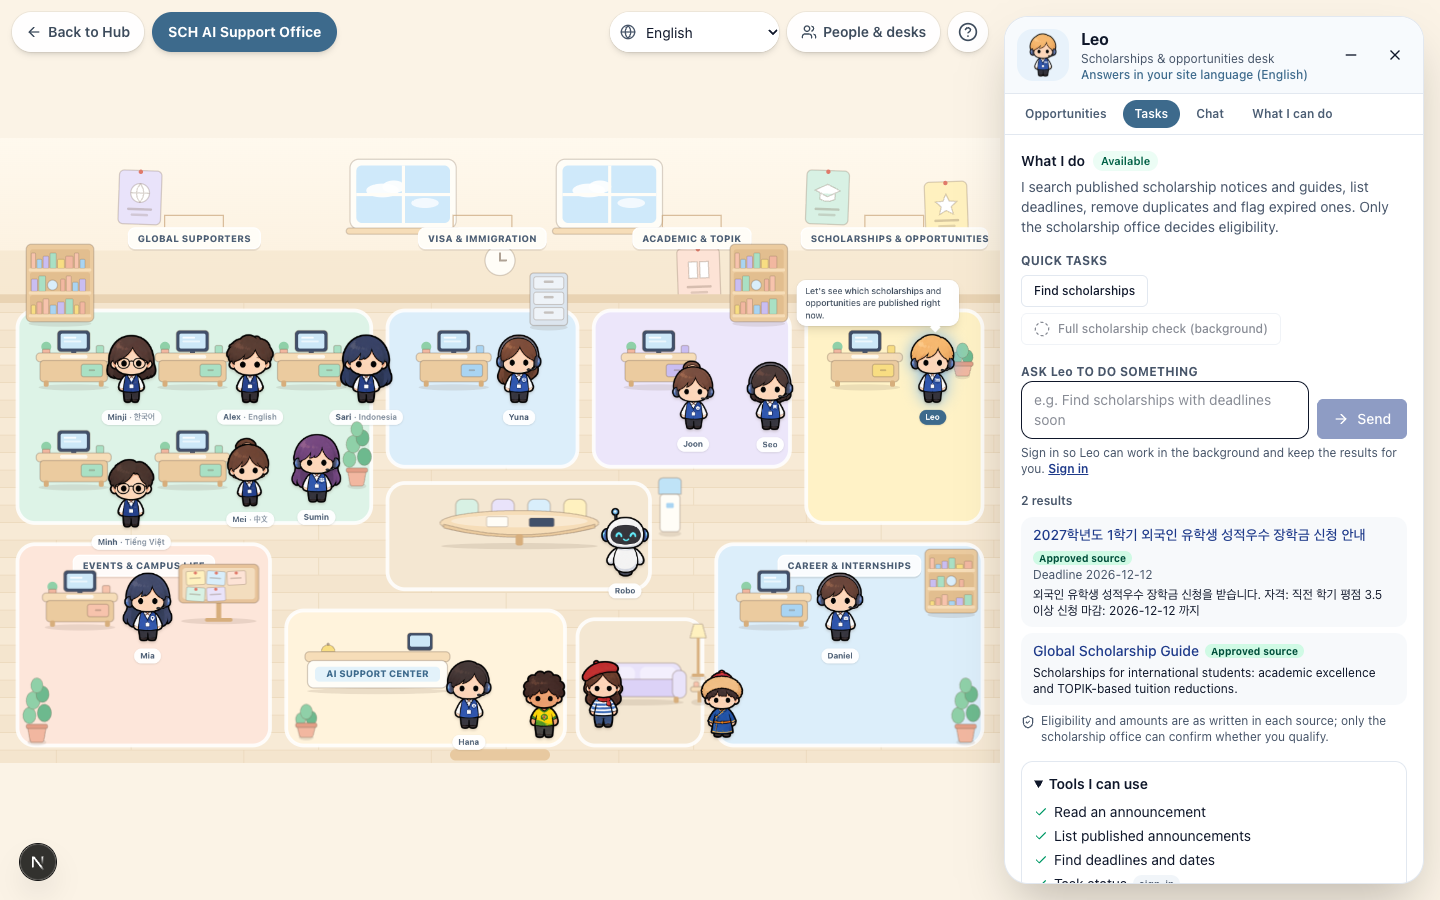 Back to Hub
SCH AI Support Office
English
People & desks
GLOBAL SUPPORTERS
VISA & IMMIGRATION
ACADEMIC & TOPIK
SCHOLARSHIPS & OPPORTUNITIES
Let's see which scholarships and
opportunities are published right
now.
Minji · 한국어
Alex · English
Sari · Indonesia
Yuna
Joon
Seo
Leo
Mei · 中文
Sumin
Minh · Tiếng Việt
Robo
EVENTS & CAMPUS LIFE
CAREER & INTERNSHIPS
Mia
Daniel
AI SUPPORT CENTER
Hana
N
Leo
Scholarships & opportunities desk
Answers in your site language (English)
Opportunities
Tasks
Chat
What I can do
What I do
Available
I search published scholarship notices and guides, list
deadlines, remove duplicates and flag expired ones. Only
the scholarship office decides eligibility.
QUICK TASKS
Find scholarships
Full scholarship check (background)
ASK Leo TO DO SOMETHING
e.g. Find scholarships with deadlines
soon
Send
Sign in so Leo can work in the background and keep the results for
you. Sign in
2 results
2027학년도 1학기 외국인 유학생 성적우수 장학금 신청 안내
Approved source
Deadline 2026-12-12
외국인 유학생 성적우수 장학금 신청을 받습니다. 자격: 직전 학기 평점 3.5
이상 신청 마감: 2026-12-12 까지
Global Scholarship Guide Approved source
Scholarships for international students: academic excellence
and TOPIK-based tuition reductions.
Eligibility and amounts are as written in each source; only the
scholarship office can confirm whether you qualify.
Tools I can use
Read an announcement
List published announcements
Find deadlines and dates
Task status sign-in